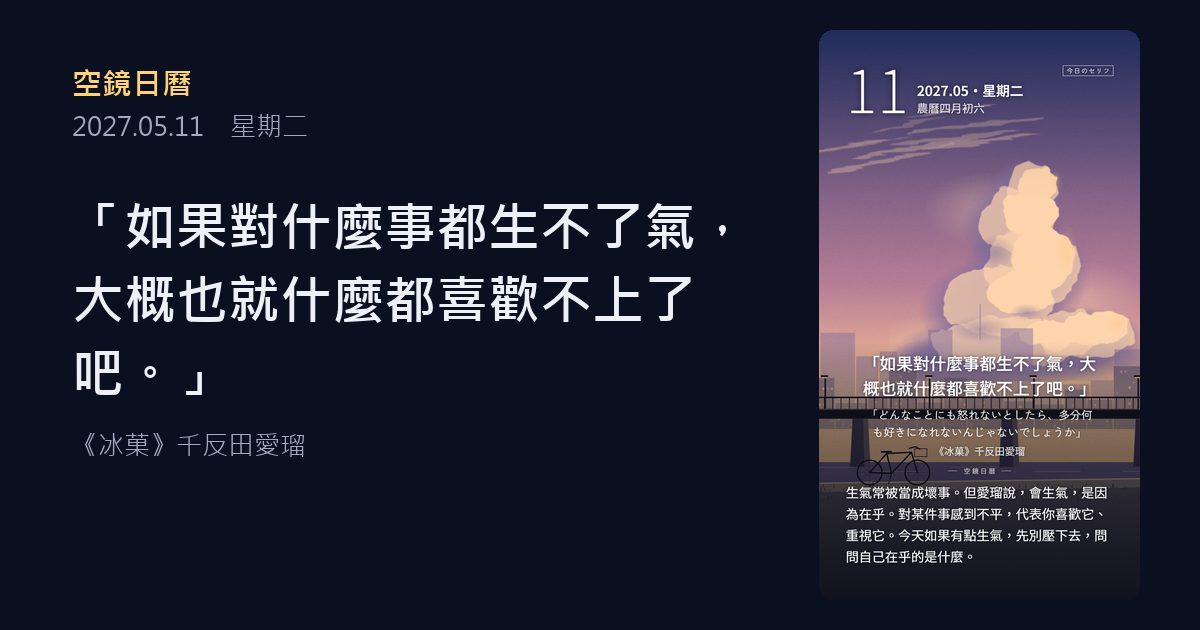 空鏡日曆
2027.05.11 星期二
「如果對什麼事都生不了氣，
大概也就什麼都喜歡不上了
吧。」
《冰菓》千反田愛瑠
今日のセリフ
11
2027.05・星期二
農曆四月初六
「如果對什麼事都生不了氣，大
概也就什麼都喜歡不上了吧。」
「どんなことにも怒れないとしたら、多分何
も好きになれないんじゃないでしょうか」
《冰菓》千反田愛瑠
— 空鏡日曆 —
生氣常被當成壞事。但愛瑠說，會生氣，是因
為在乎。對某件事感到不平，代表你喜歡它、
重視它。今天如果有點生氣，先別壓下去，問
問自己在乎的是什麼。